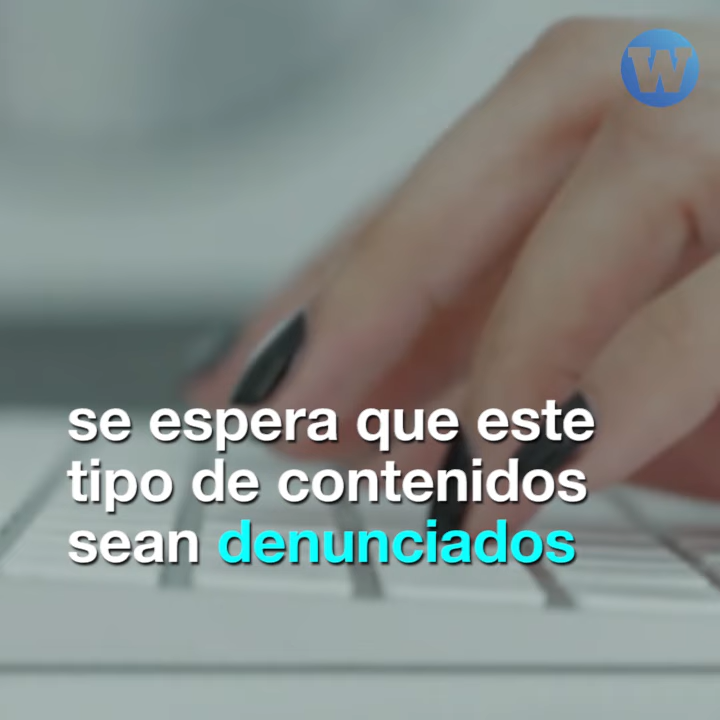 W
se espera que este
tipo de contenidos
sean denunciados